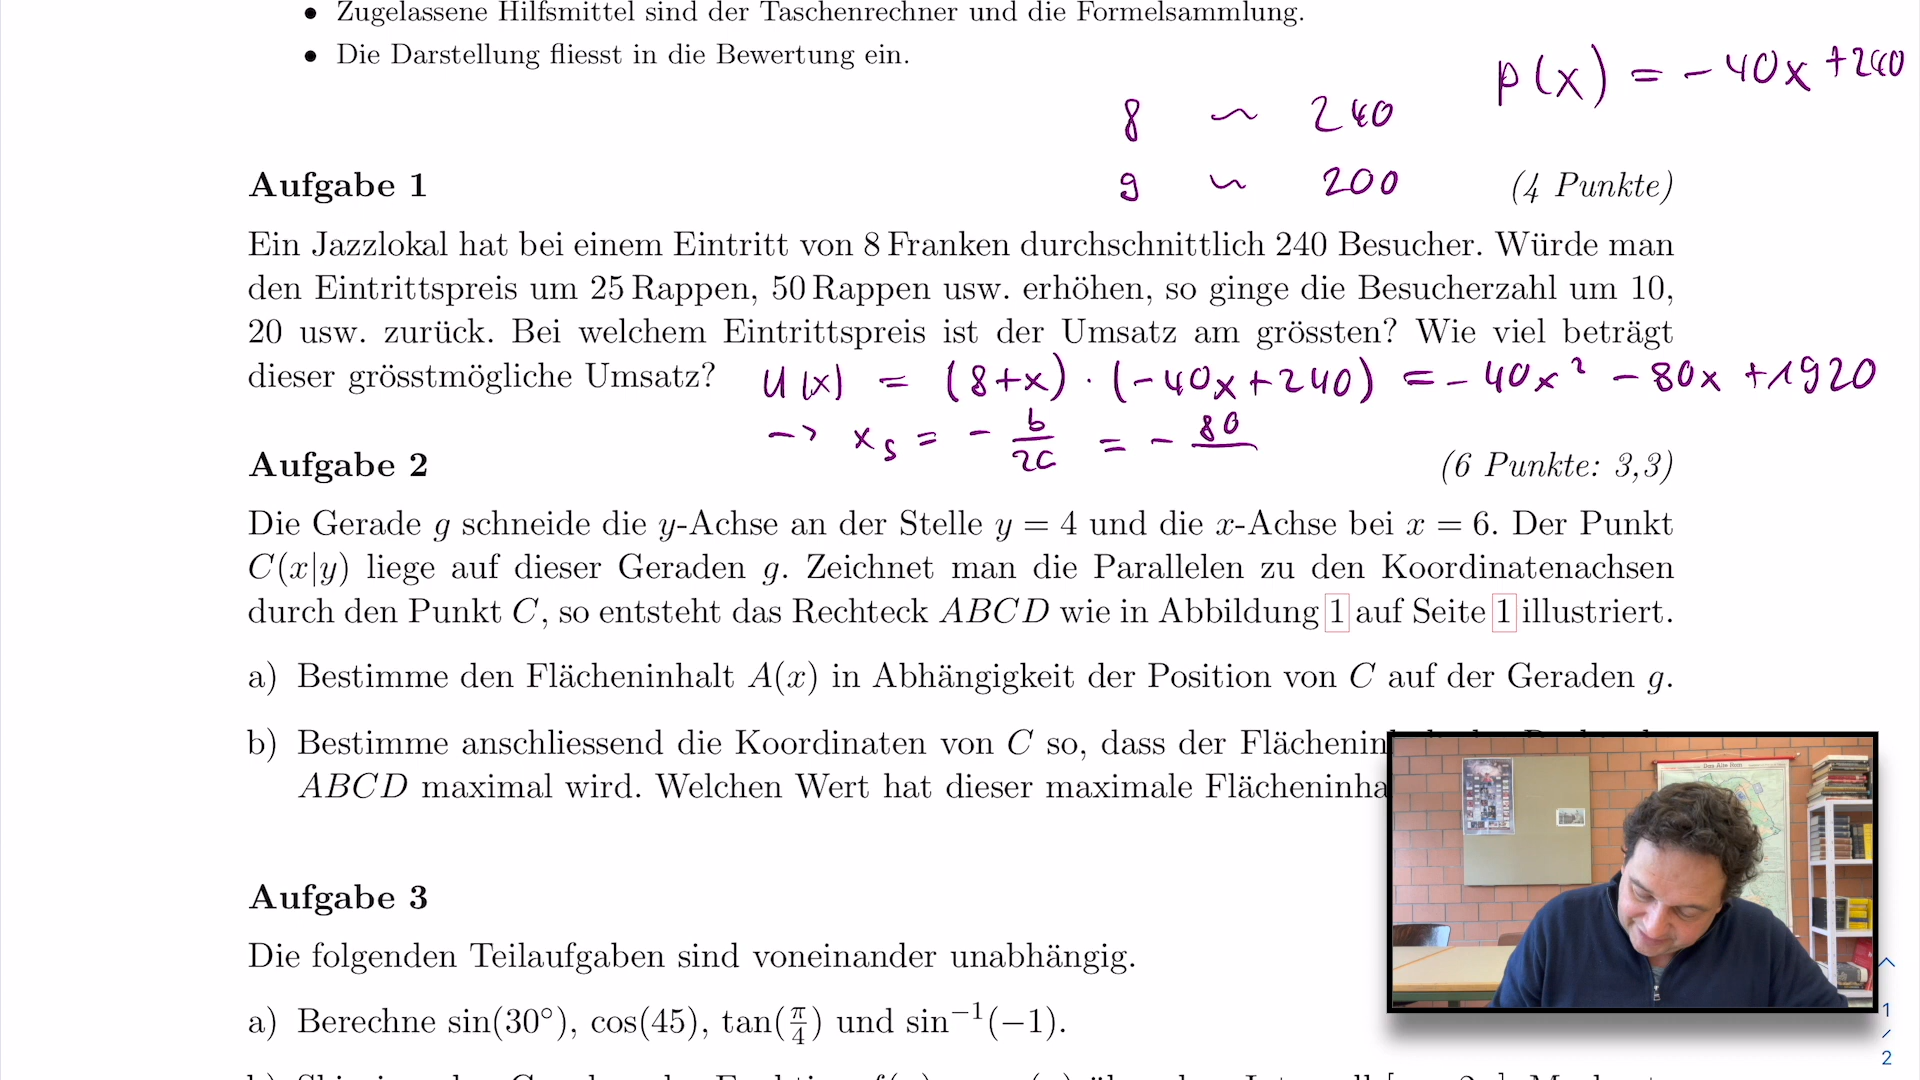 • Zugelassene Hilfsmittel sind der Taschenrechner und die Formelsammlung.
• Die Darstellung fliesst in die Bewertung ein.
p(x) = -40x + 240
8 ~ 240
9 ~ 200
Aufgabe 1 (4 Punkte)
Ein Jazzlokal hat bei einem Eintritt von 8 Franken durchschnittlich 240 Besucher. Würde man
den Eintrittspreis um 25 Rappen, 50 Rappen usw. erhöhen, so ginge die Besucherzahl um 10,
20 usw. zurück. Bei welchem Eintrittspreis ist der Umsatz am grössten? Wie viel beträgt
dieser grösstmögliche Umsatz? U(x) = (8+x) · (-40x+240) = -40x² - 80x + 1920
-> x_S = - b/2c = - 80
Aufgabe 2 (6 Punkte: 3,3)
Die Gerade g schneide die y-Achse an der Stelle y = 4 und die x-Achse bei x = 6. Der Punkt
C(x|y) liege auf dieser Geraden g. Zeichnet man die Parallelen zu den Koordinatenachsen
durch den Punkt C, so entsteht das Rechteck ABCD wie in Abbildung 1 auf Seite 1 illustriert.
a) Bestimme den Flächeninhalt A(x) in Abhängigkeit der Position von C auf der Geraden g.
b) Bestimme anschliessend die Koordinaten von C so, dass der Flächenin
ABCD maximal wird. Welchen Wert hat dieser maximale Flächeninha
Das Alte Rom
Aufgabe 3
Die folgenden Teilaufgaben sind voneinander unabhängig.
a) Berechne sin(30°), cos(45), tan(π/4) und sin⁻¹(−1).
1
/
2